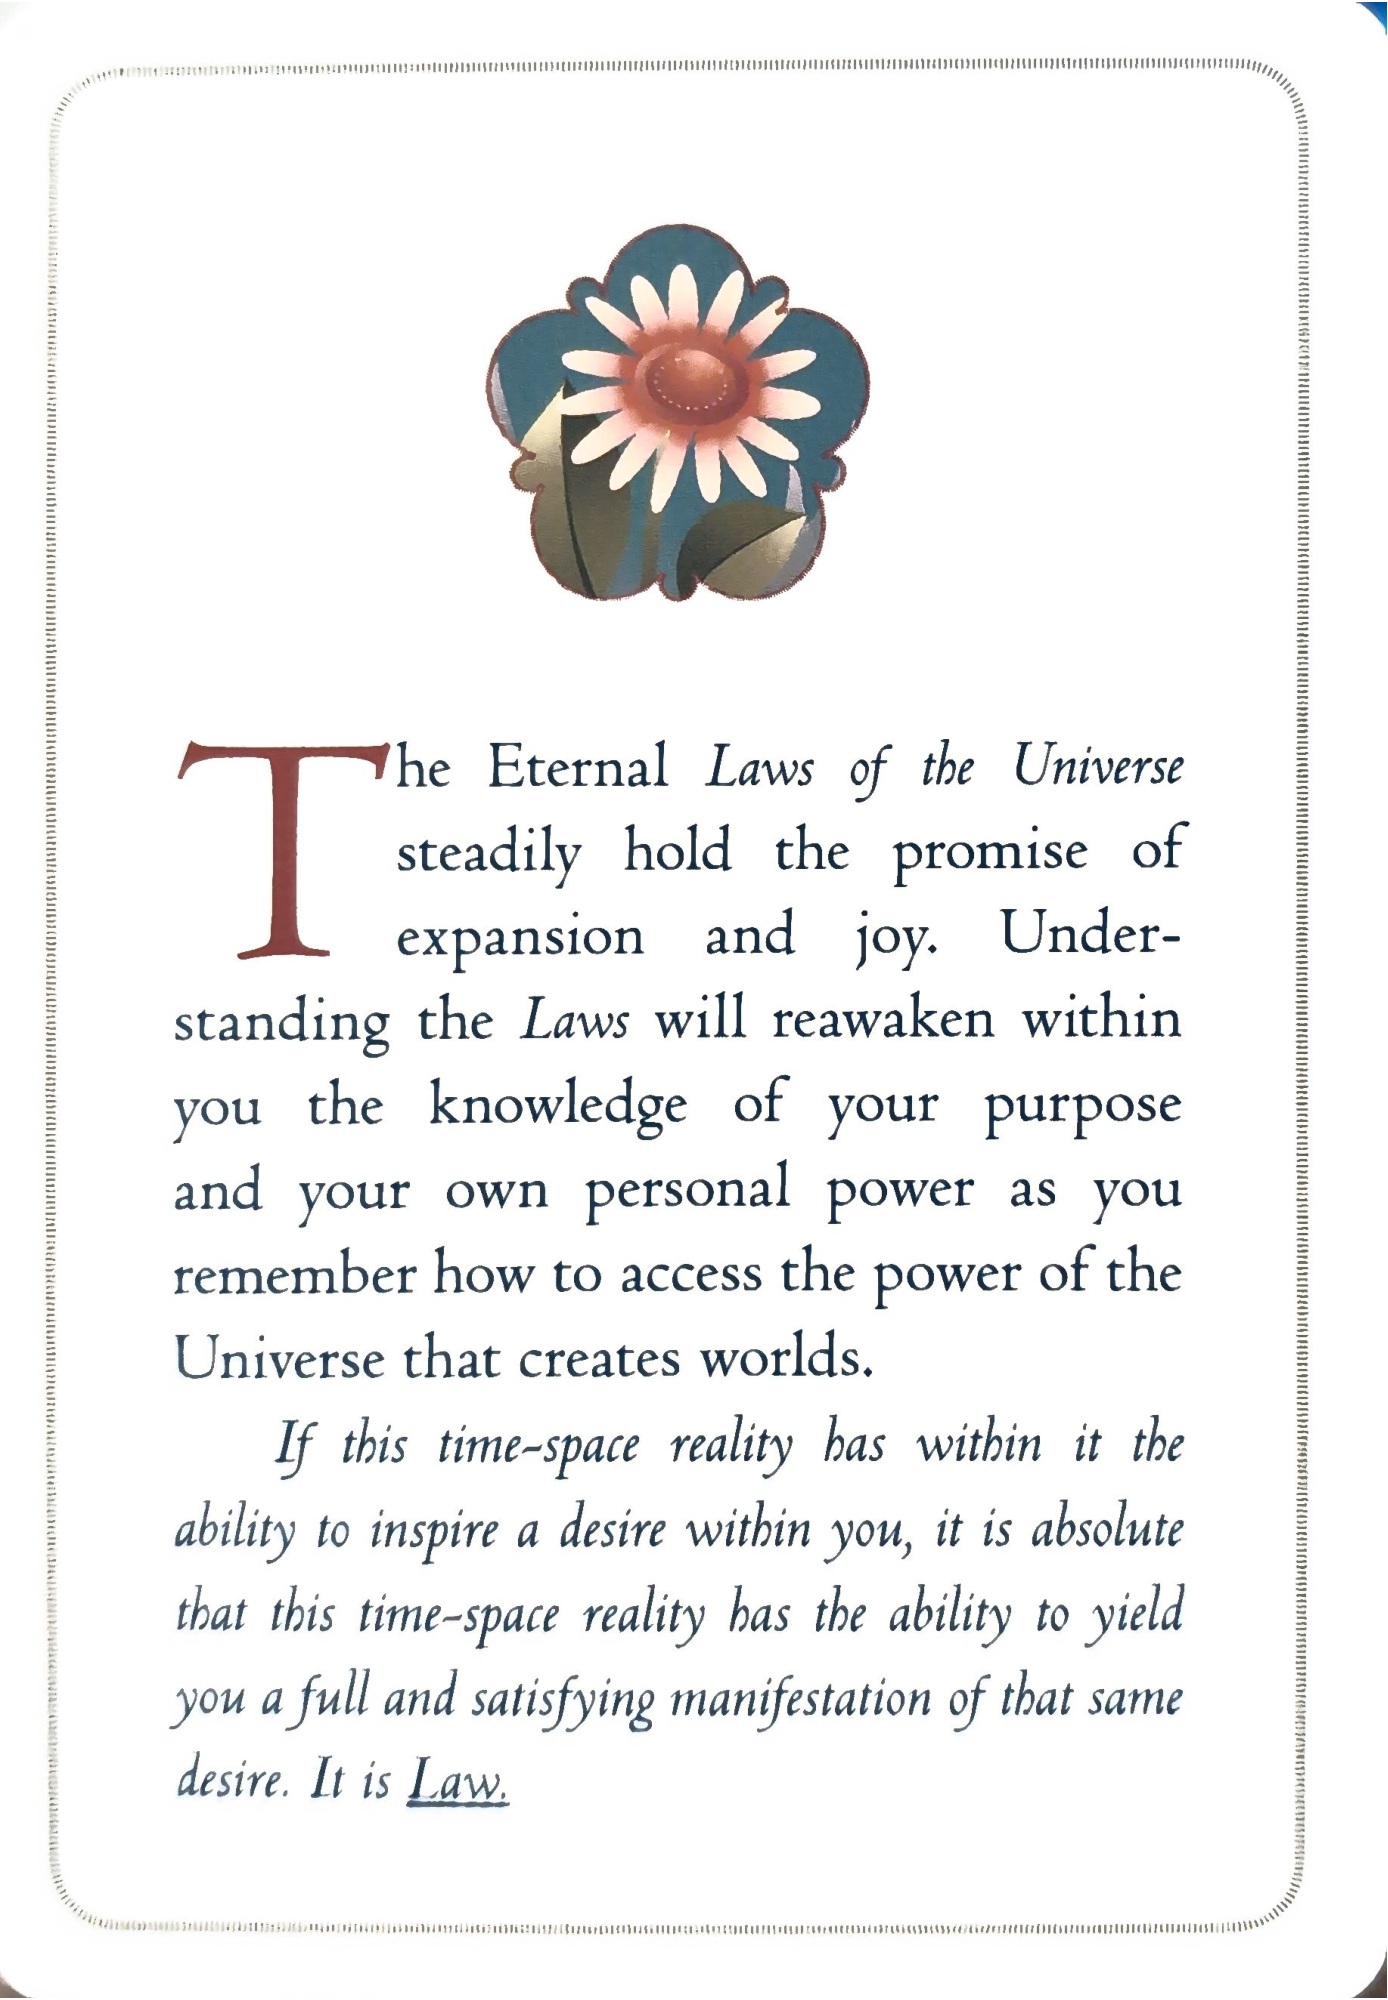 The Eternal Laws of the Universe
steadily hold the promise of
expansion and joy. Under-
standing the Laws will reawaken within
you the knowledge of your purpose
and your own personal power as you
remember how to access the power of the
Universe that creates worlds.
If this time-space reality has within it the
ability to inspire a desire within you, it is absolute
that this time-space reality has the ability to yield
you a full and satisfying manifestation of that same
desire. It is Law.